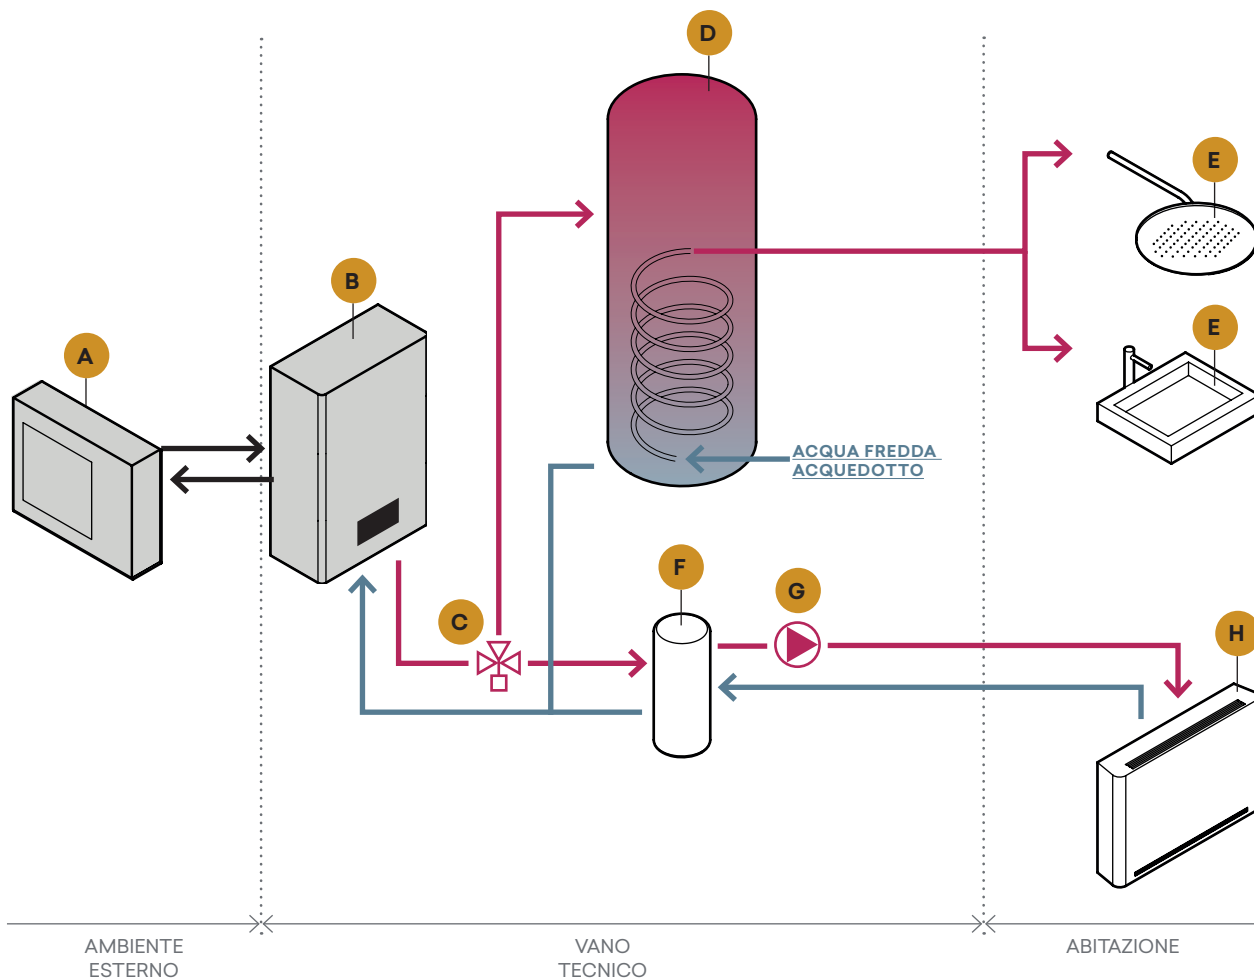 D
E
B
E
A
ACQUA FREDDA
ACQUEDOTTO
F
G
C
H
AMBIENTE
ESTERNO
VANO
TECNICO
ABITAZIONE